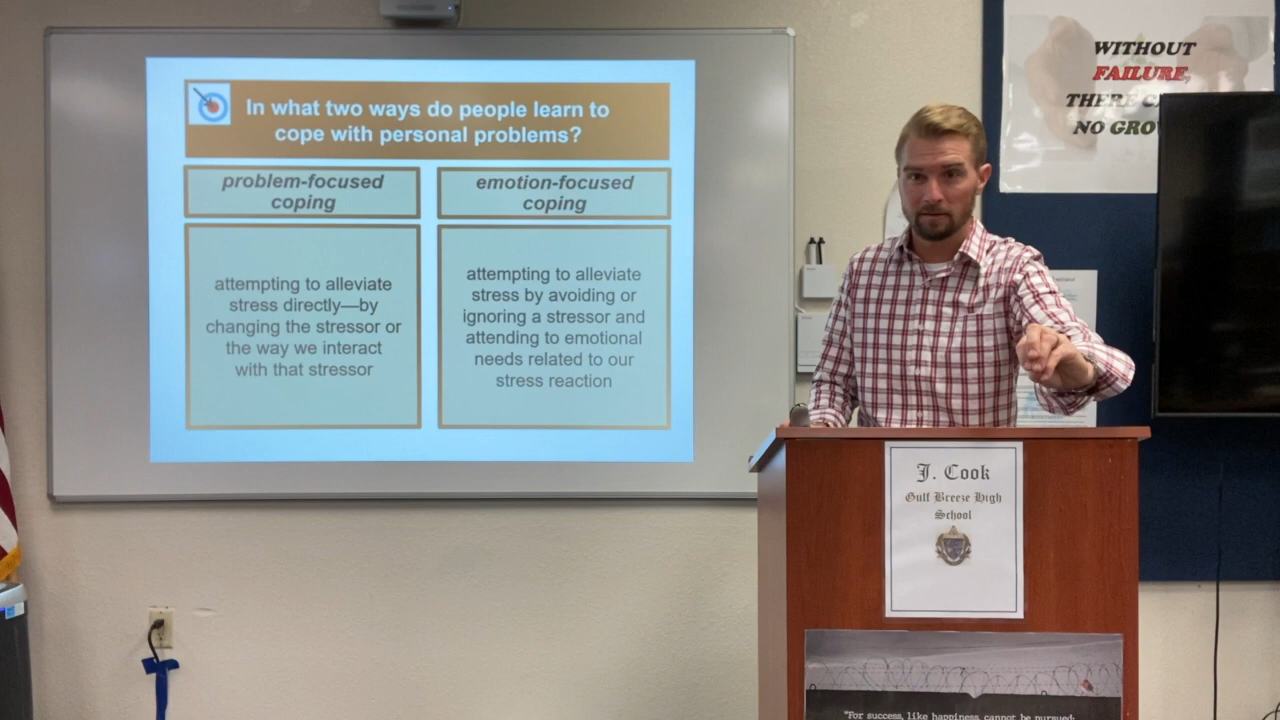 In what two ways do people learn to
cope with personal problems?
problem-focused
coping
emotion-focused
coping
attempting to alleviate
stress directly—by
changing the stressor or
the way we interact
with that stressor
attempting to alleviate
stress by avoiding or
ignoring a stressor and
attending to emotional
needs related to our
stress reaction
WITHOUT
FAILURE,
THERE
NO
J. Cook
Gulf Breeze High
School
"For success, like happiness, cannot be pursued;